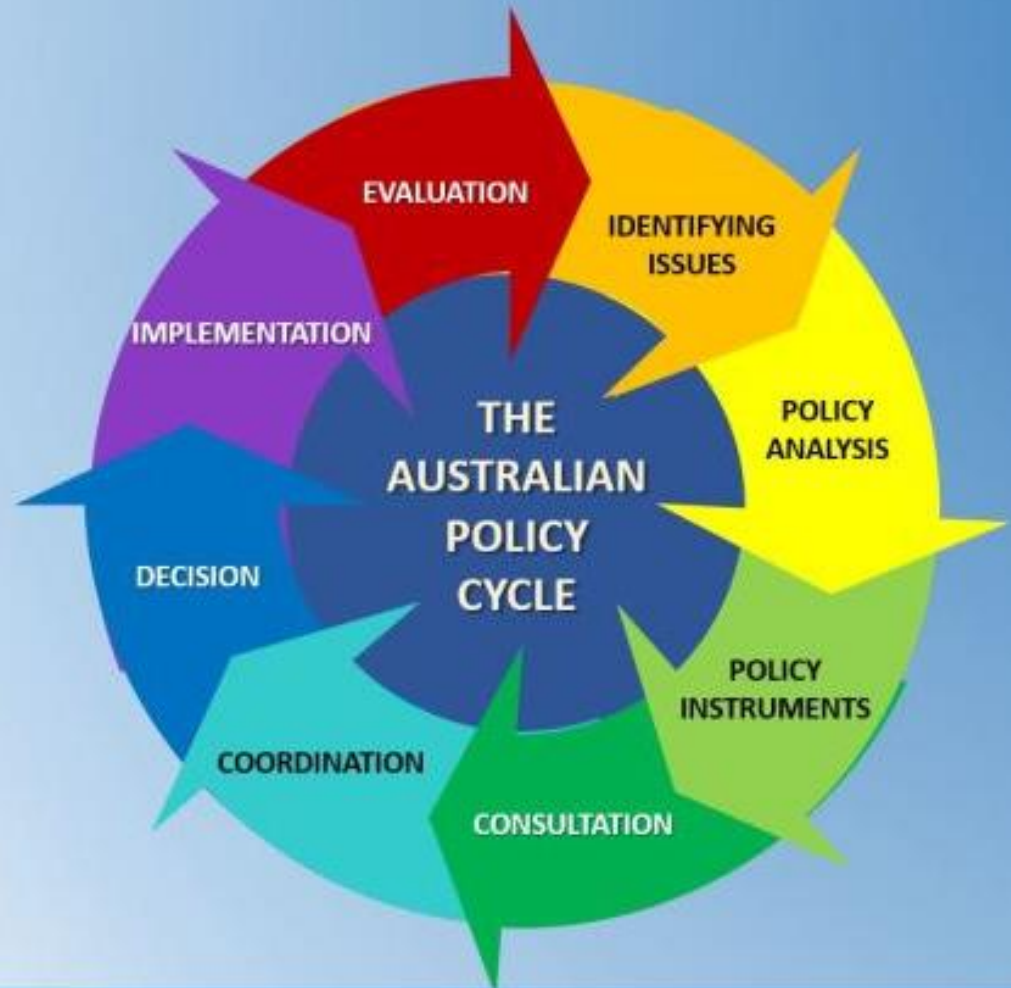 EVALUATION
IDENTIFYING
ISSUES
POLICY
ANALYSIS
POLICY
INSTRUMENTS
CONSULTATION
COORDINATION
DECISION
IMPLEMENTATION
THE
AUSTRALIAN
POLICY
CYCLE